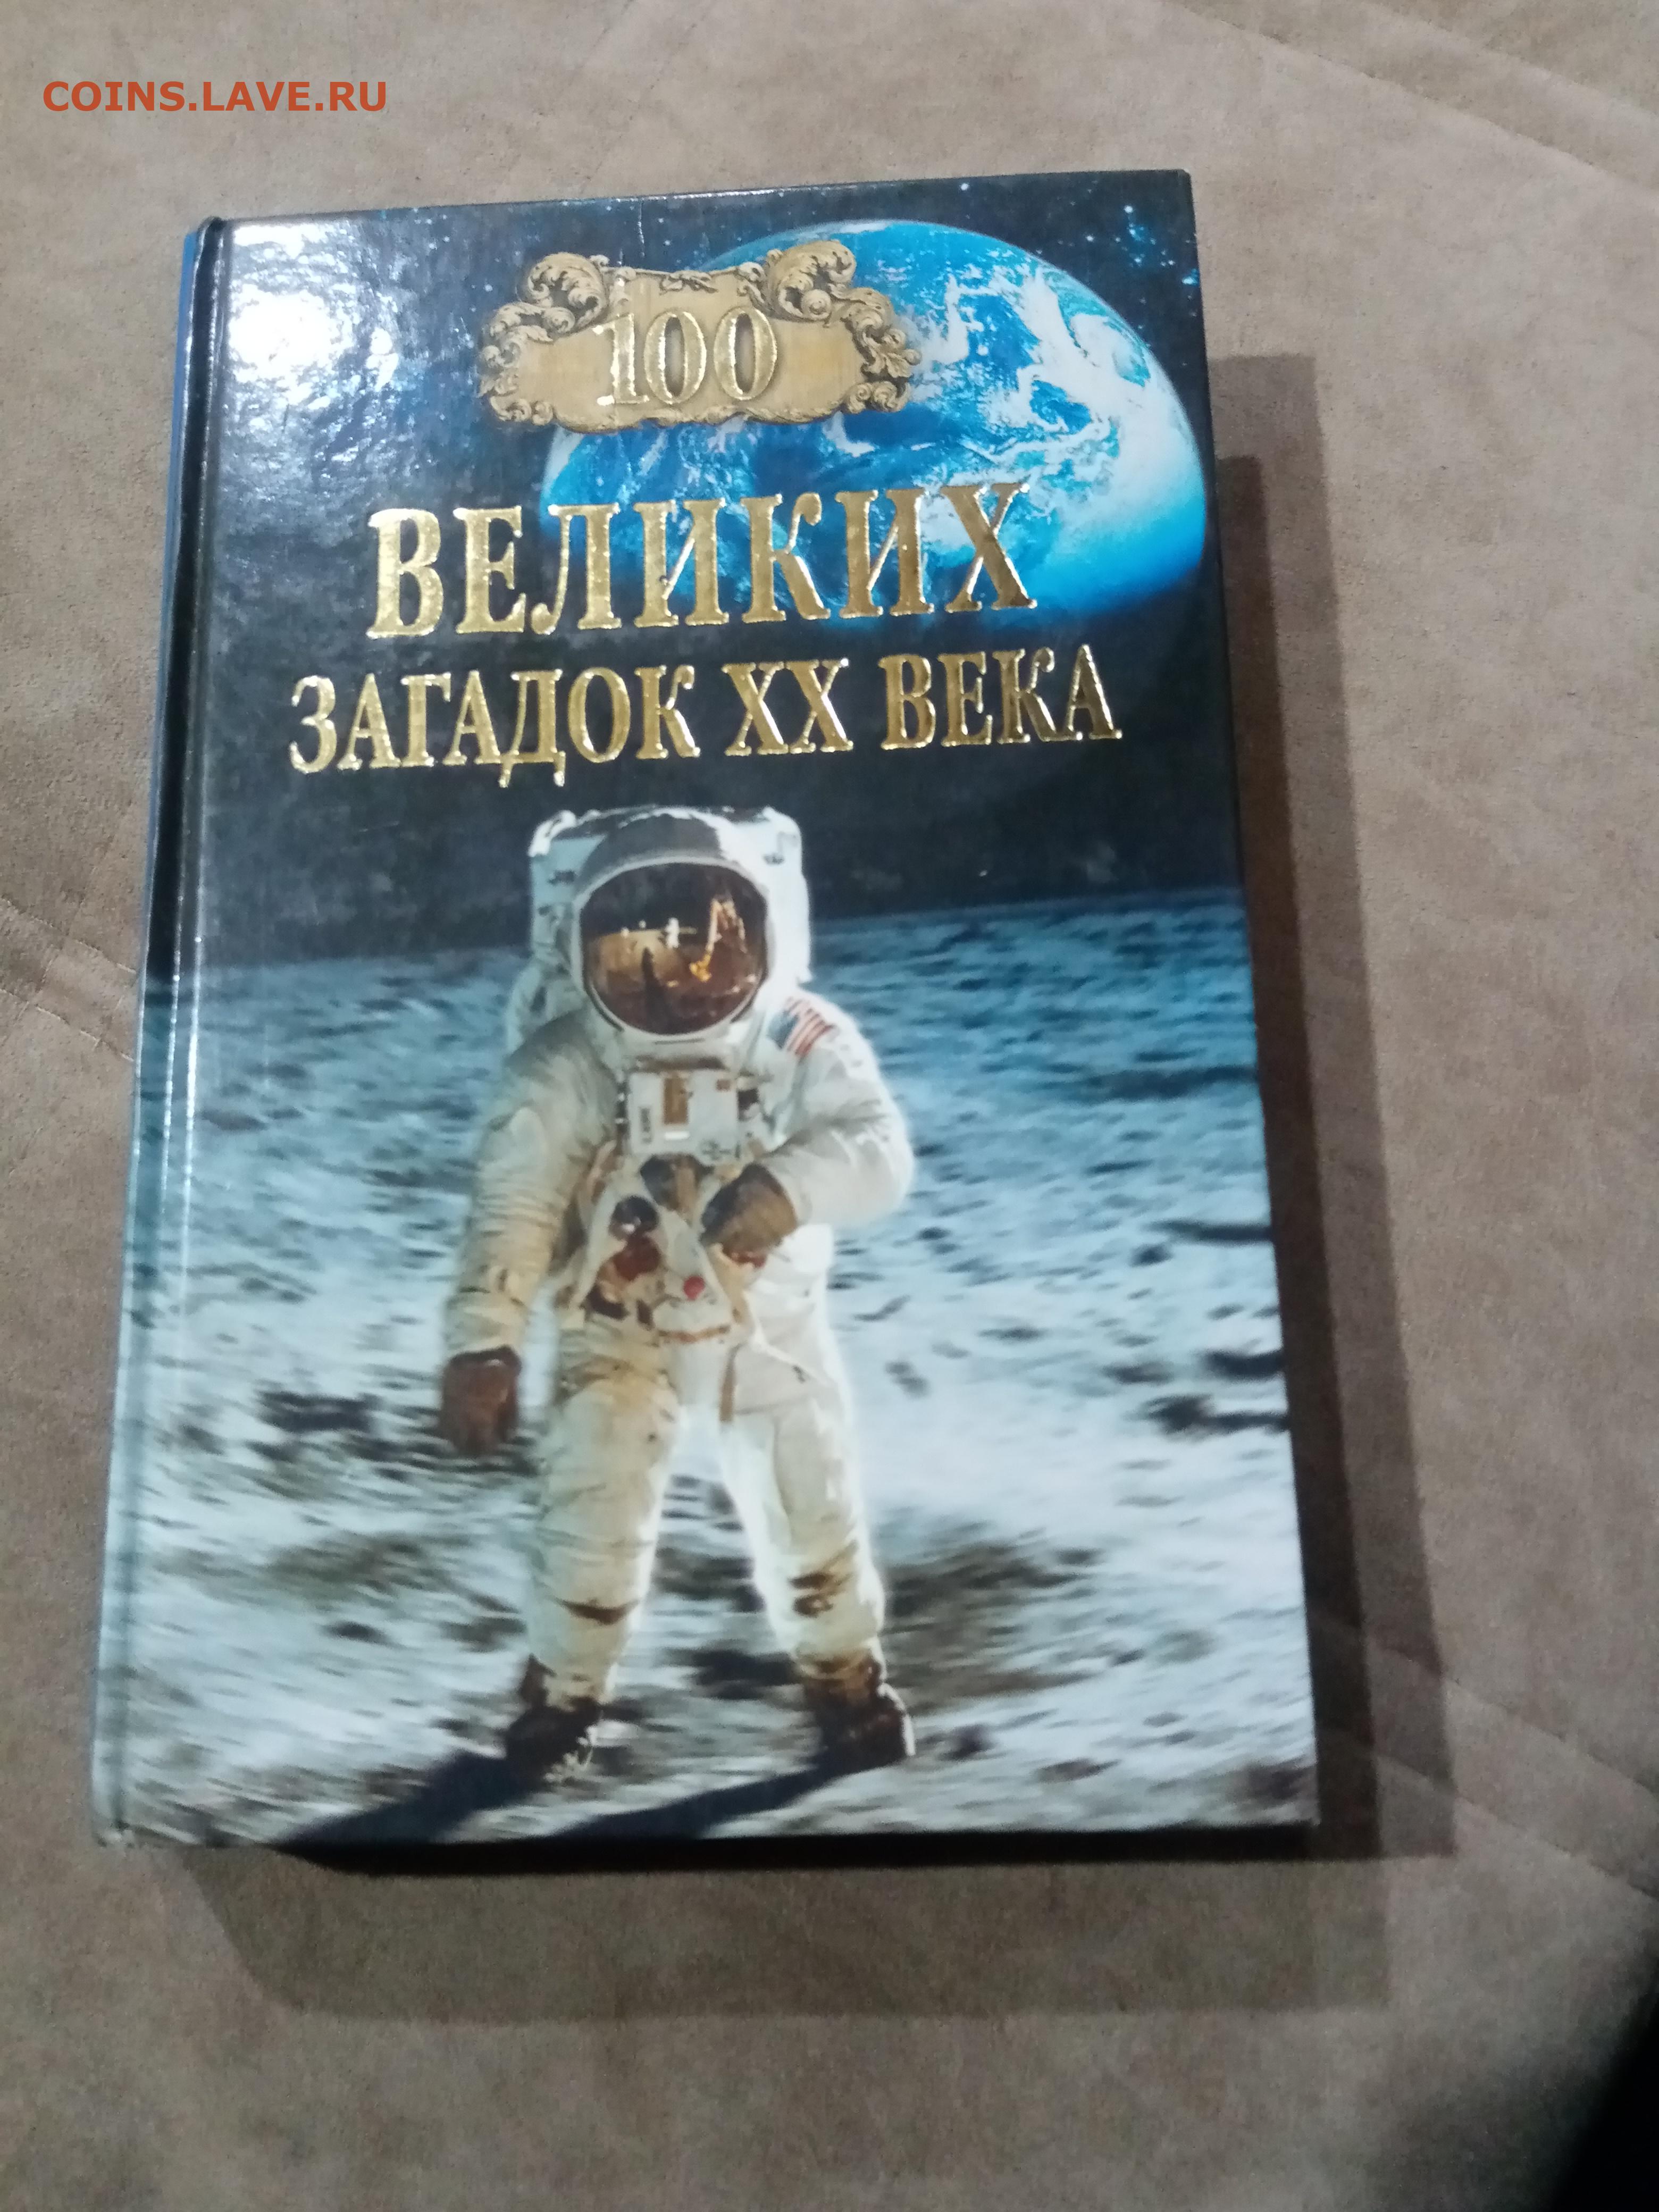 COINS.LAVE.RU
100
ВЕЛИКИХ
ЗАГАДОК XX ВЕКА